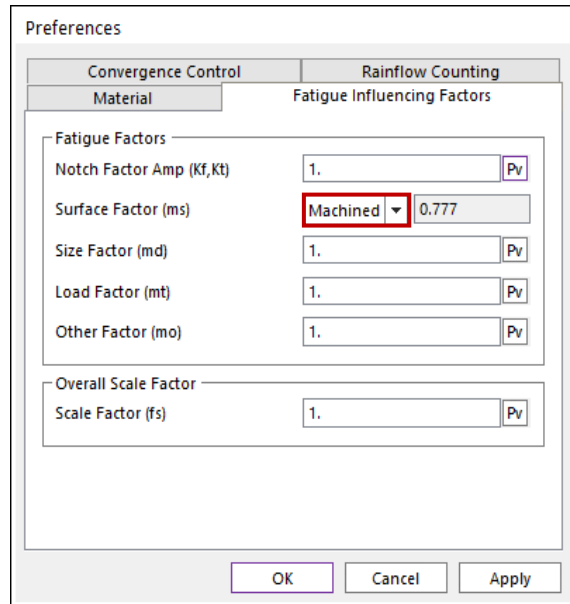 Preferences
Convergence Control Rainflow Counting
Material Fatigue Influencing Factors
Fatigue Factors
Notch Factor Amp (Kf,Kt) 1. Pv
Surface Factor (ms) Machined 0.777
Size Factor (md) 1. Pv
Load Factor (mt) 1. Pv
Other Factor (mo) 1. Pv
Overall Scale Factor
Scale Factor (fs) 1. Pv
OK Cancel Apply